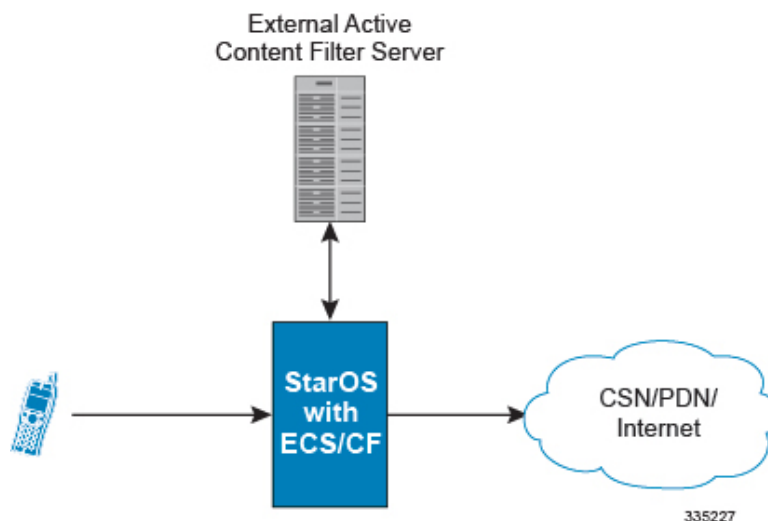 External Active
Content Filter Server
StarOS
with
ECS/CF
CSN/PDN/
Internet
335227